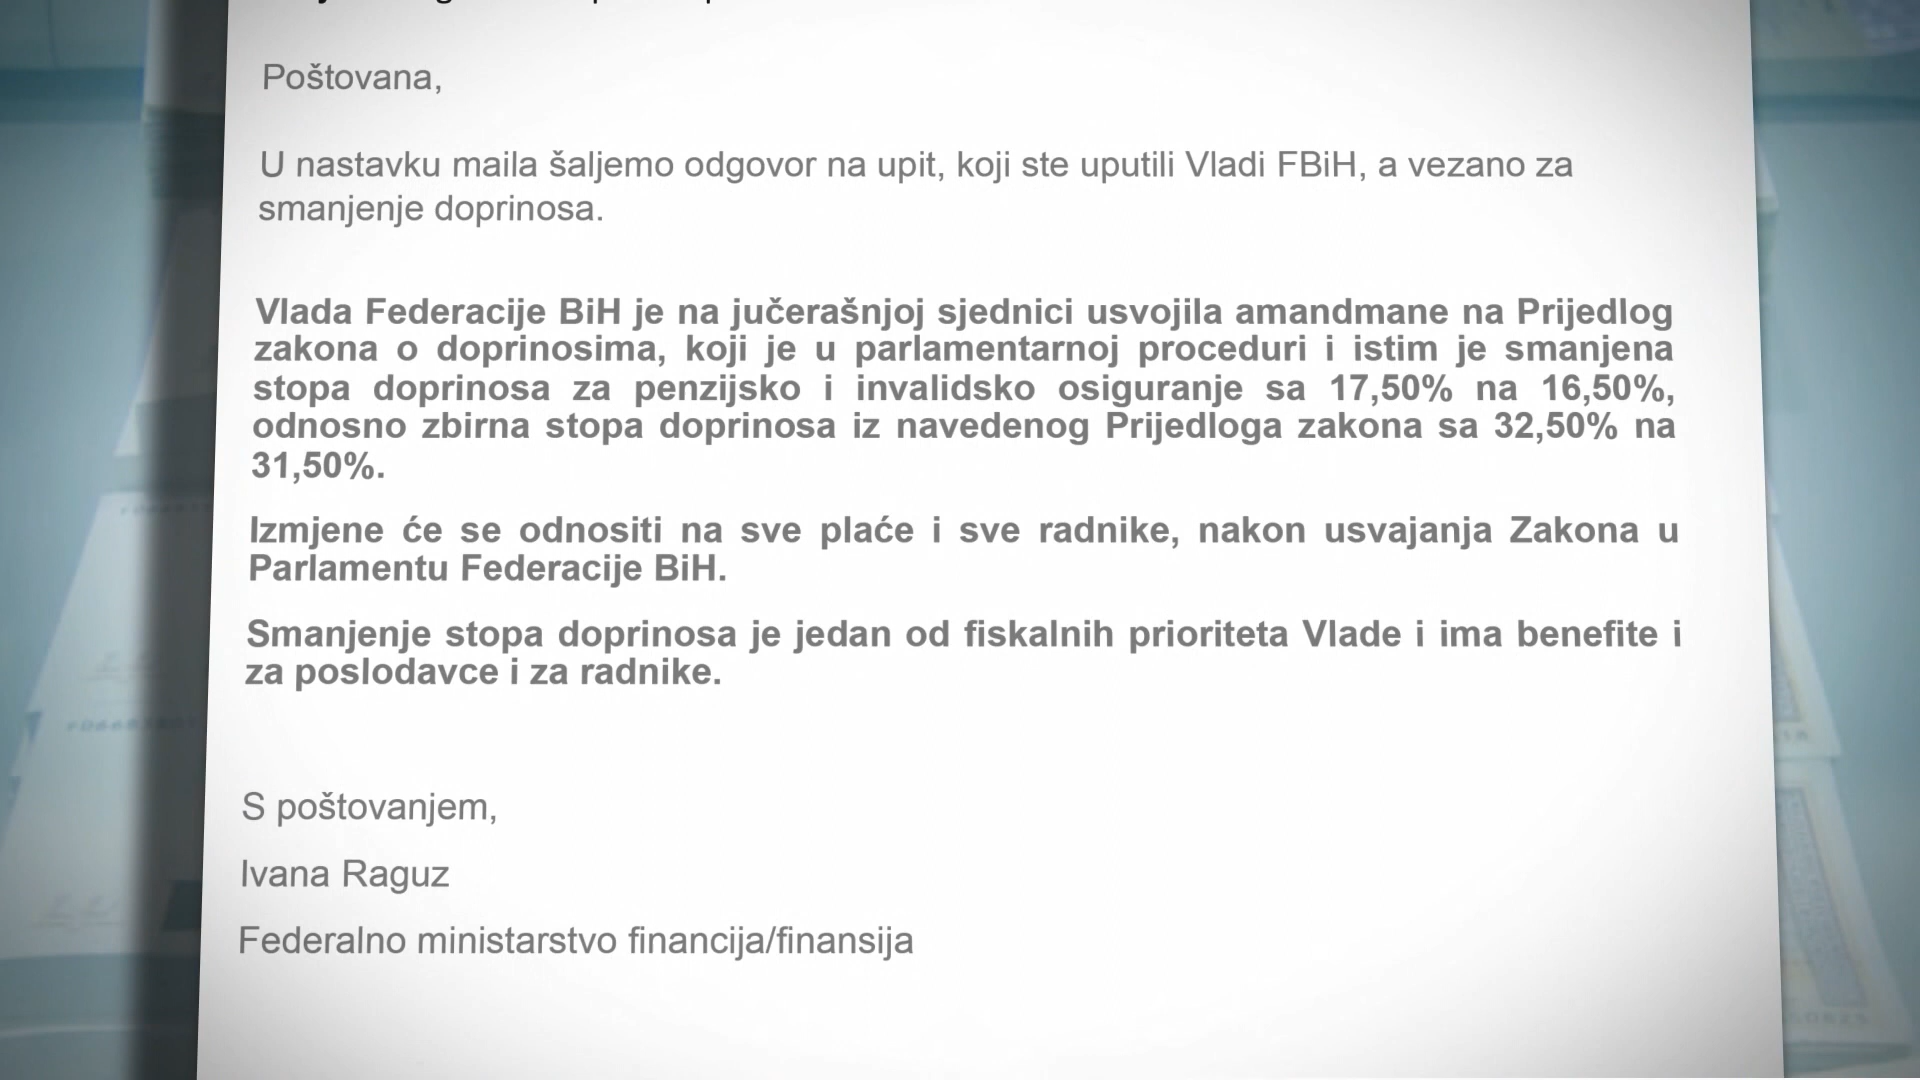 Poštovana,
U nastavku maila šaljemo odgovor na upit, koji ste uputili Vladi FBiH, a vezano za
smanjenje doprinosa.
Vlada Federacije BiH je na jučerašnjoj sjednici usvojila amandmane na Prijedlog
zakona o doprinosima, koji je u parlamentarnoj proceduri i istim je smanjena
stopa doprinosa za penzijsko i invalidsko osiguranje sa 17,50% na 16,50%,
odnosno zbirna stopa doprinosa iz navedenog Prijedloga zakona sa 32,50% na
31,50%.
Izmjene će se odnositi na sve plaće i sve radnike, nakon usvajanja Zakona u
Parlamentu Federacije BiH.
Smanjenje stopa doprinosa je jedan od fiskalnih prioriteta Vlade i ima benefite i
za poslodavce i za radnike.
S poštovanjem,
Ivana Raguz
Federalno ministarstvo financija/finansija